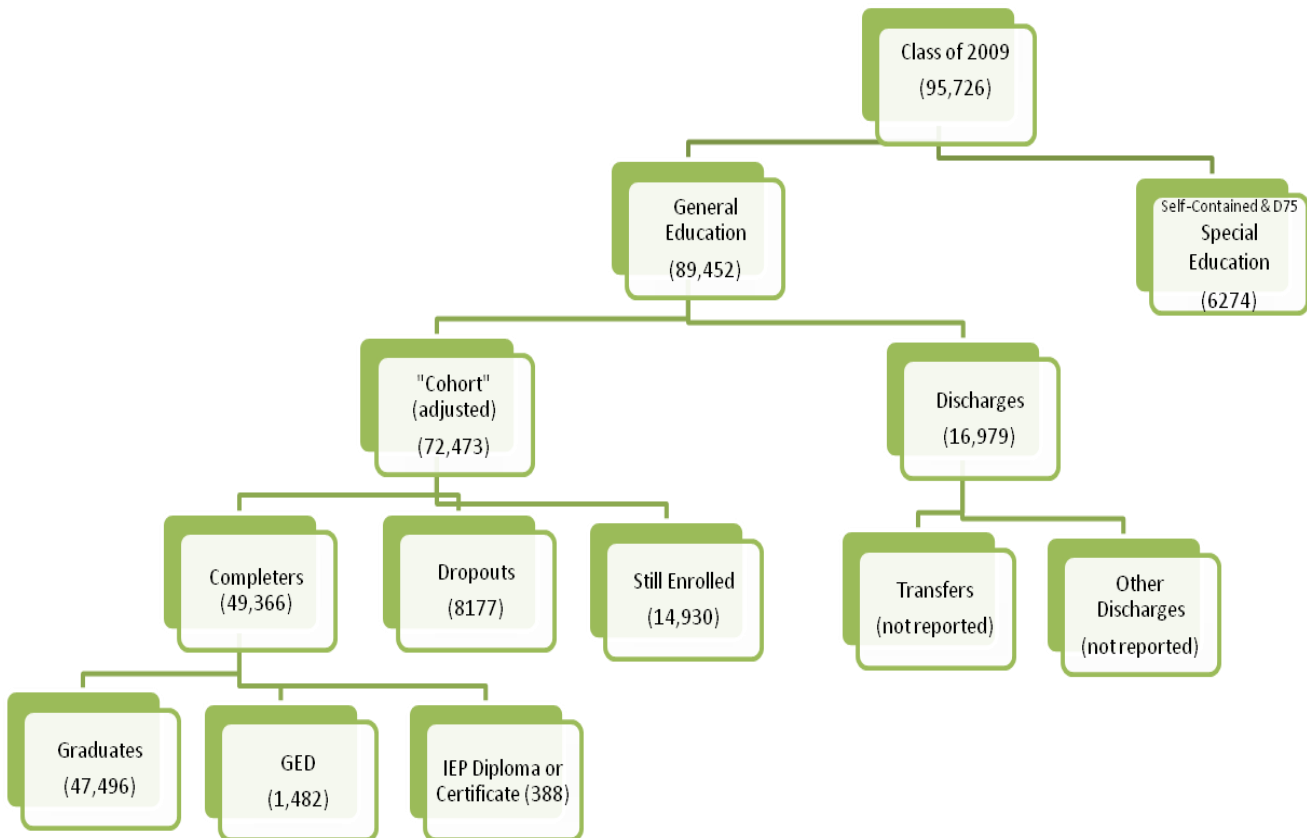 Class of 2009
(95,726)
General
Education
(89,452)
Self-Contained & D75
Special
Education
(6274)
"Cohort"
(adjusted)
(72,473)
Discharges
(16,979)
Completers
(49,366)
Dropouts
(8177)
Still Enrolled
(14,930)
Transfers
(not reported)
Other
Discharges
(not reported)
Graduates
(47,496)
GED
(1,482)
IEP Diploma or
Certificate (388)